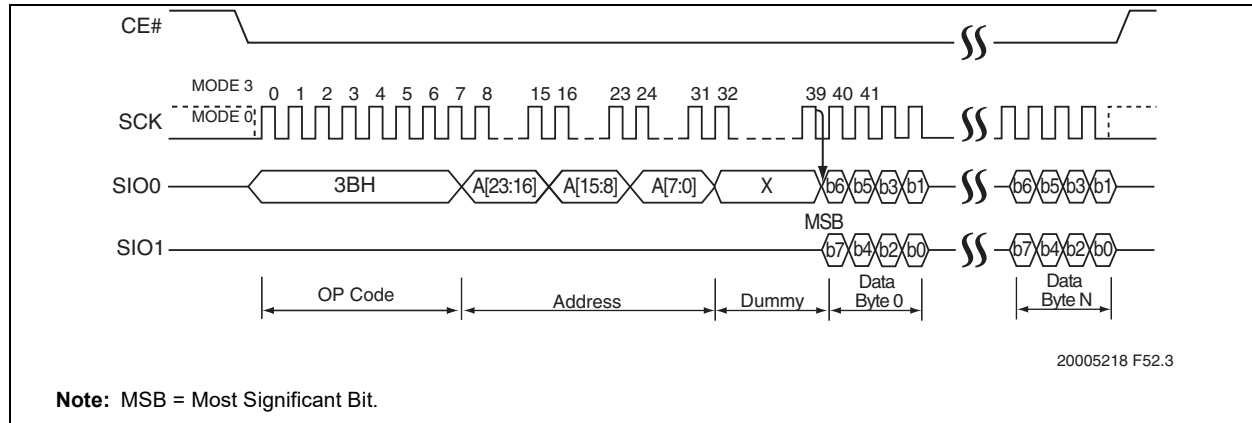 CE#
MODE 3
0 1 2 3 4 5 6 7 8 15 16 23 24 31 32 39 40 41
SCK
MODE 0
SIO0
3BH A[23:16] A[15:8] A[7:0] X b6 b5 b3 b1 b6 b5 b3 b1
MSB
SIO1
b7 b4 b2 b0 b7 b4 b2 b0
OP Code
Address
Dummy
Data
Byte 0
Data
Byte N
20005218 F52.3
Note: MSB = Most Significant Bit.